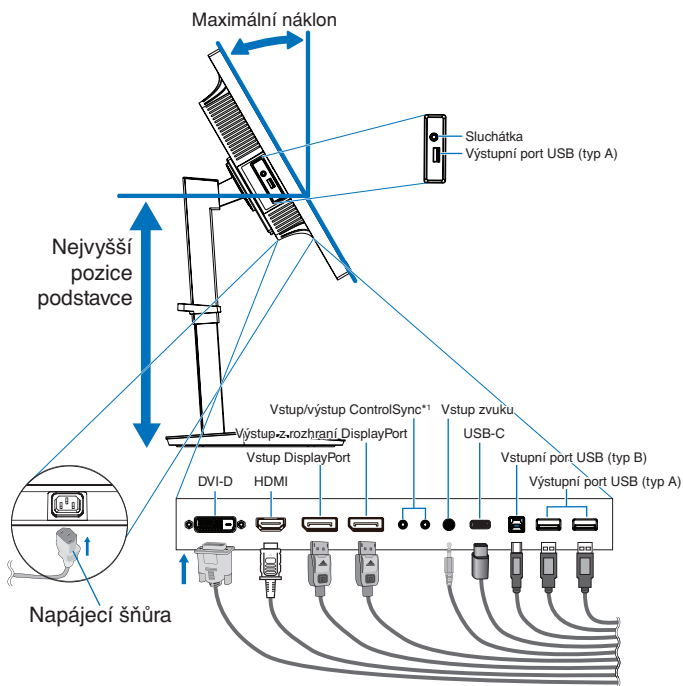 Maximální náklon
Sluchátka
Výstupní port USB (typ A)
Nejvyšší
pozice
podstavce
Vstup/výstup ControlSync*1
Vstup zvuku
Výstup z rozhraní DisplayPort
USB-C
Vstup DisplayPort
Vstupní port USB (typ B)
DVI-D
HDMI
Výstupní port USB (typ A)
Napájecí šňůra